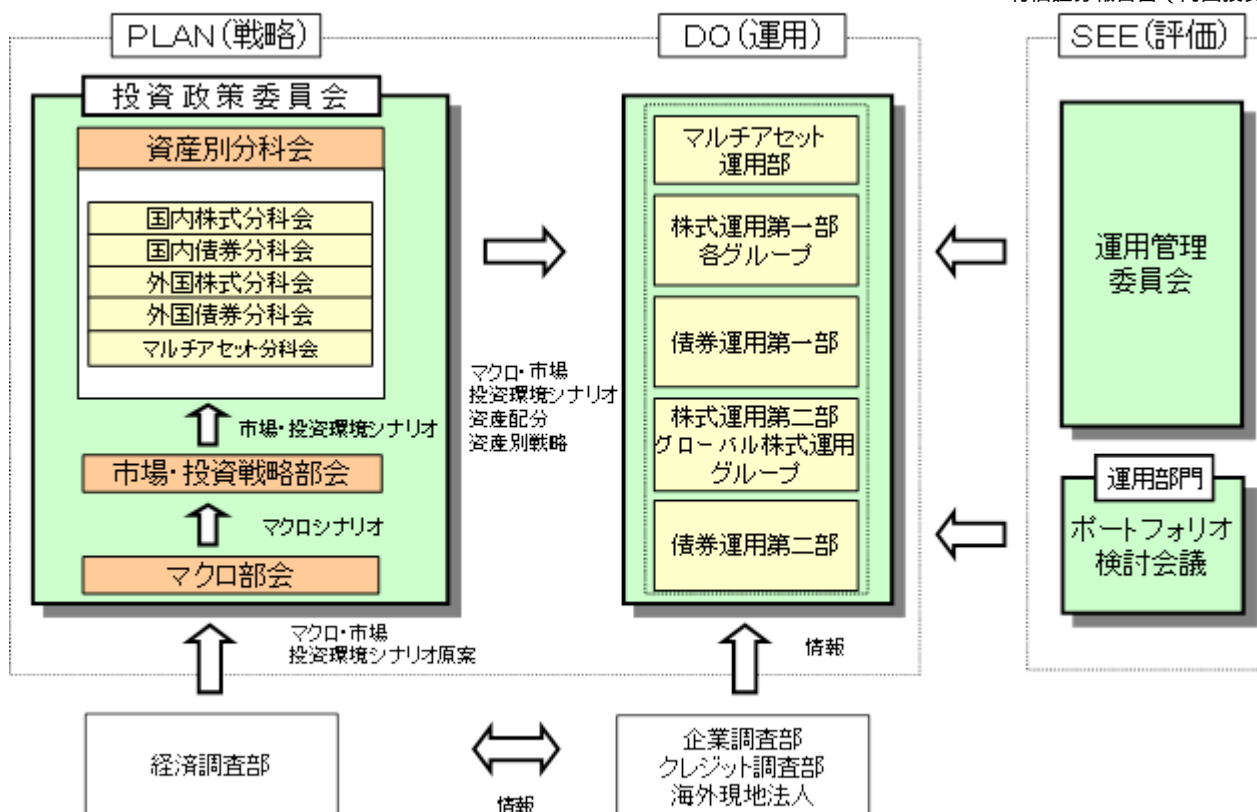 PLAN(戦略)
DO(運用)
SEE(評価)
投資政策委員会
資産別分科会
国内株式分科会
国内債券分科会
外国株式分科会
外国債券分科会
マルチアセット分科会
市場・投資環境シナリオ
市場・投資戦略部会
マクロシナリオ
マクロ部会
マクロ・市場
投資環境シナリオ原案
経済調査部
マクロ・市場
投資環境シナリオ
資産配分
資産別戦略
マルチアセット
運用部
株式運用第一部
各グループ
債券運用第一部
株式運用第二部
グローバル株式運用
グループ
債券運用第二部
情報
企業調査部
クレジット調査部
海外現地法人
情報
運用管理
委員会
運用部門
ポートフォリオ
検討会議